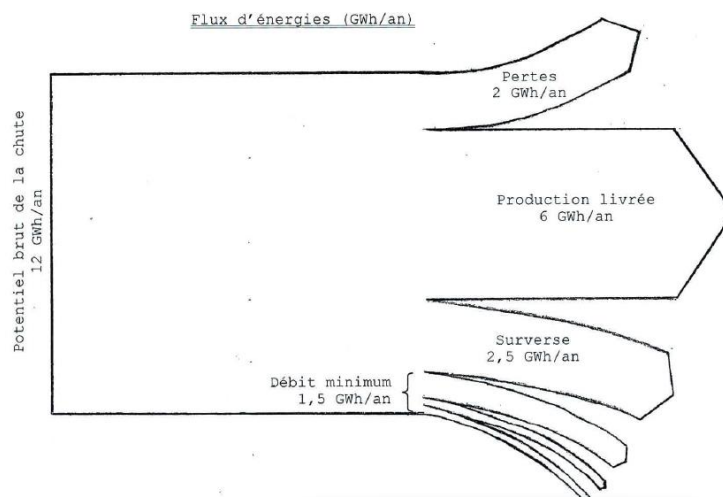 Flux d'énergies (GWh/an)
Pertes
2 GWh/an
Potentiel brut de la chute
12 GWh/an
Production livrée
6 GWh/an
Surverse
2,5 GWh/an
Débit minimum
1,5 GWh/an